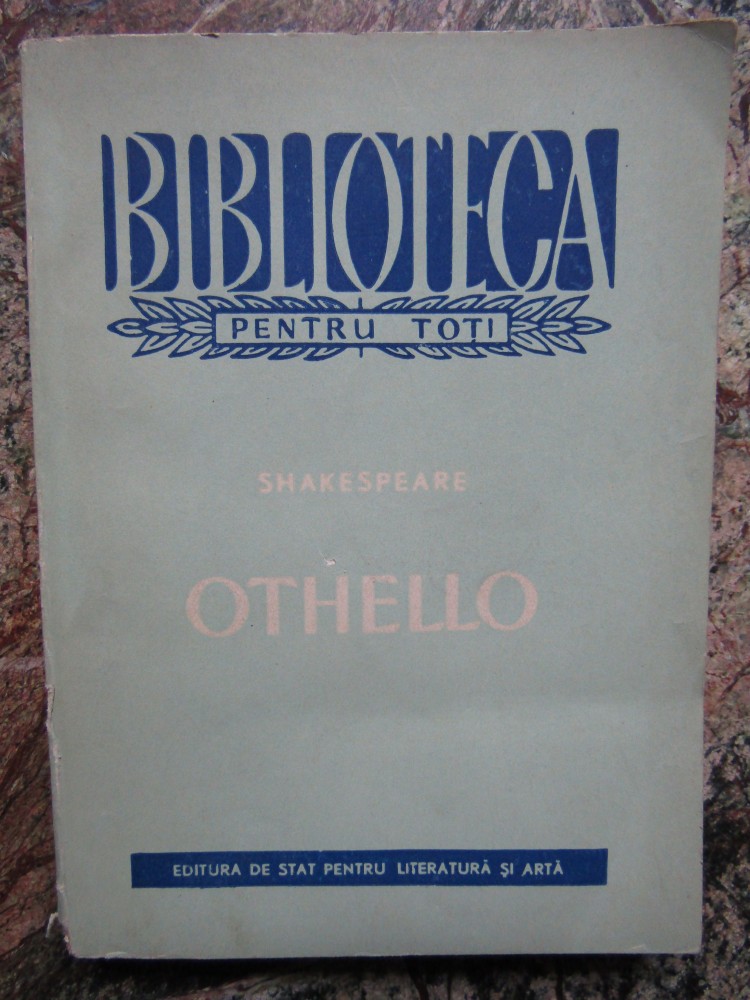 BIBLIOTECA
PENTRU TOȚI
SHAKESPEARE
OTHELLO
EDITURA DE STAT PENTRU LITERATURĂ ȘI ARTĂ